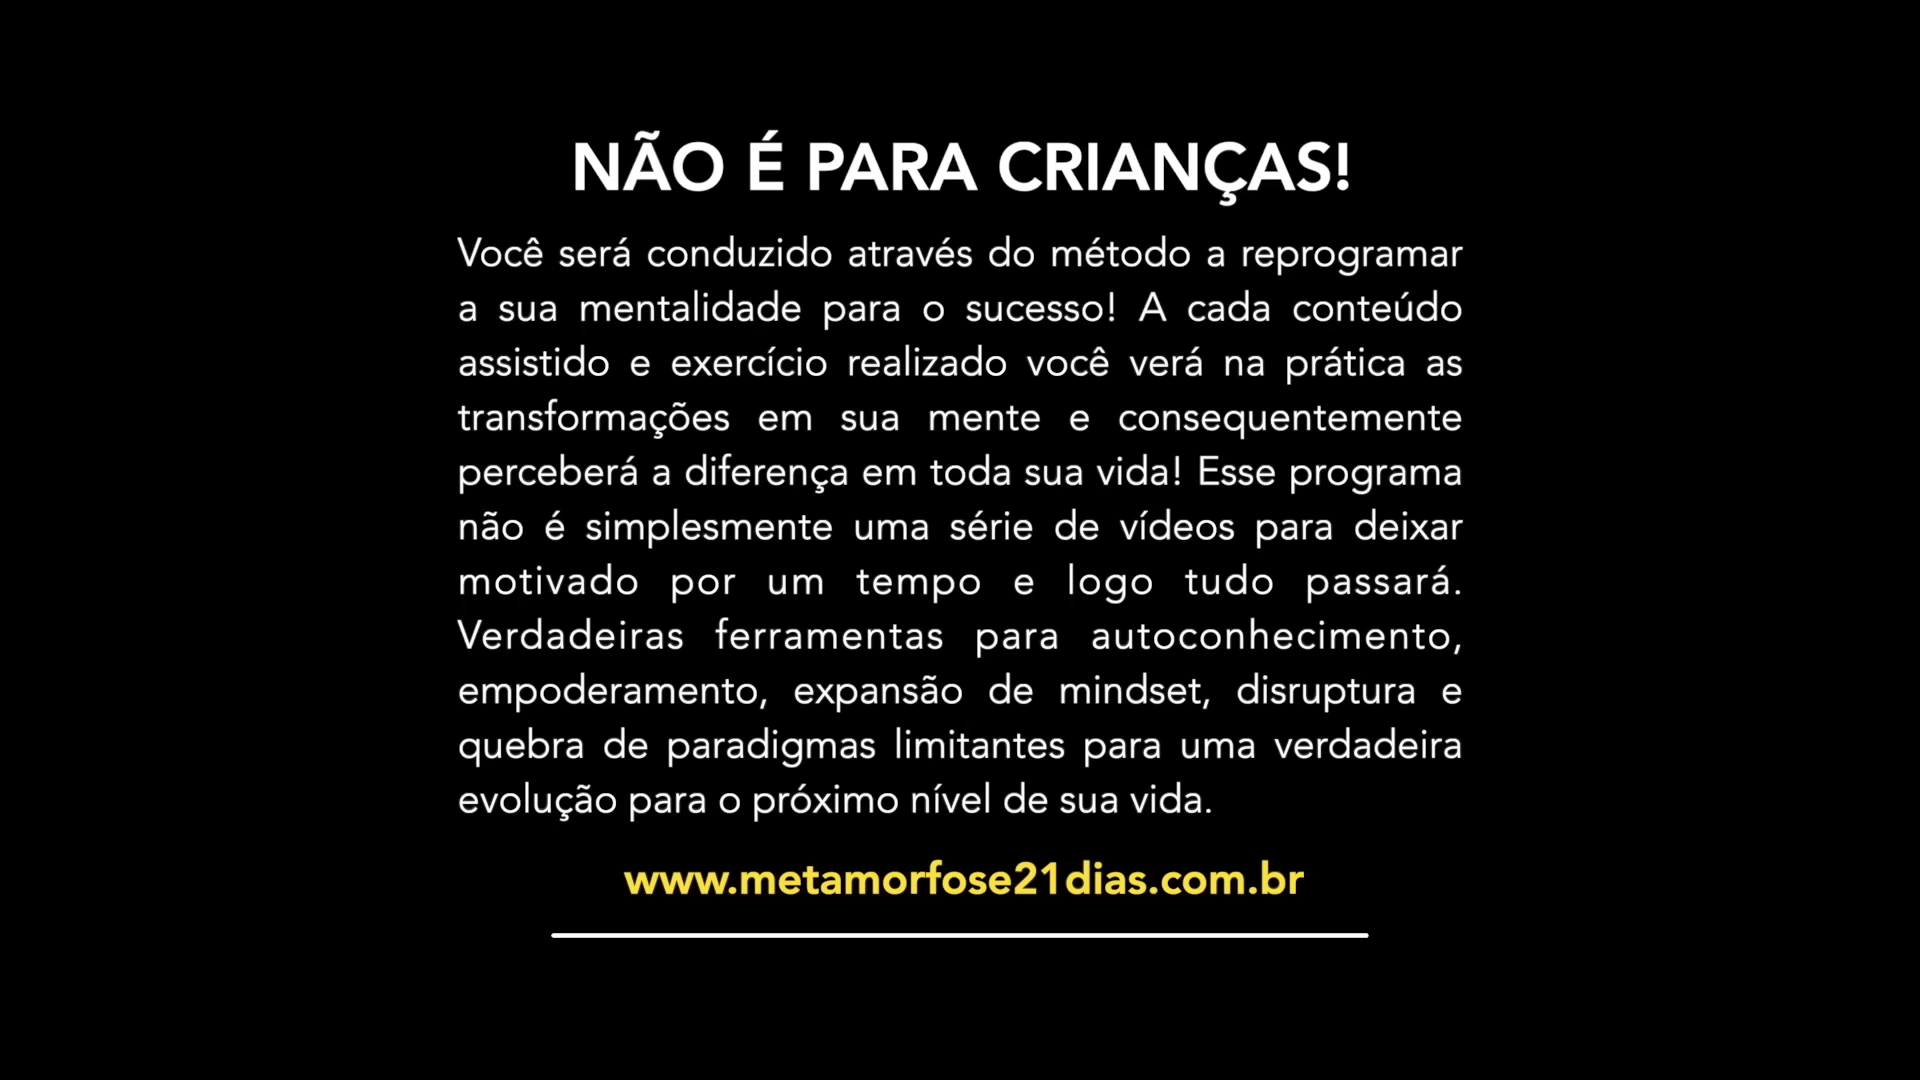 NÃO É PARA CRIANÇAS!
Você será conduzido através do método a reprogramar
a sua mentalidade para o sucesso! A cada conteúdo
assistido e exercício realizado você verá na prática as
transformações em sua mente e consequentemente
perceberá a diferença em toda sua vida! Esse programa
não é simplesmente uma série de vídeos para deixar
motivado por um tempo e logo tudo passará.
Verdadeiras ferramentas para autoconhecimento,
empoderamento, expansão de mindset, disruptura e
quebra de paradigmas limitantes para uma verdadeira
evolução para o próximo nível de sua vida.
www.metamorfose21dias.com.br